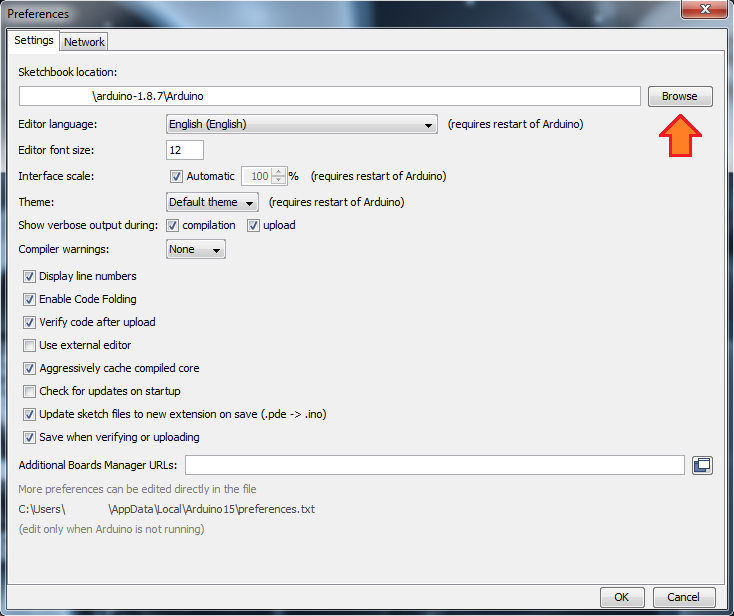 Preferences
Settings Network
Sketchbook location:
\arduino-1.8.7\Arduino Browse
Editor language: English (English) (requires restart of Arduino)
Editor font size: 12
Interface scale: Automatic 100 % (requires restart of Arduino)
Theme: Default theme (requires restart of Arduino)
Show verbose output during: compilation upload
Compiler warnings: None
Display line numbers
Enable Code Folding
Verify code after upload
Use external editor
Aggressively cache compiled core
Check for updates on startup
Update sketch files to new extension on save (.pde -> .ino)
Save when verifying or uploading
Additional Boards Manager URLs:
More preferences can be edited directly in the file
C:\Users\ \AppData\Local\Arduino15\preferences.txt
(edit only when Arduino is not running)
OK Cancel